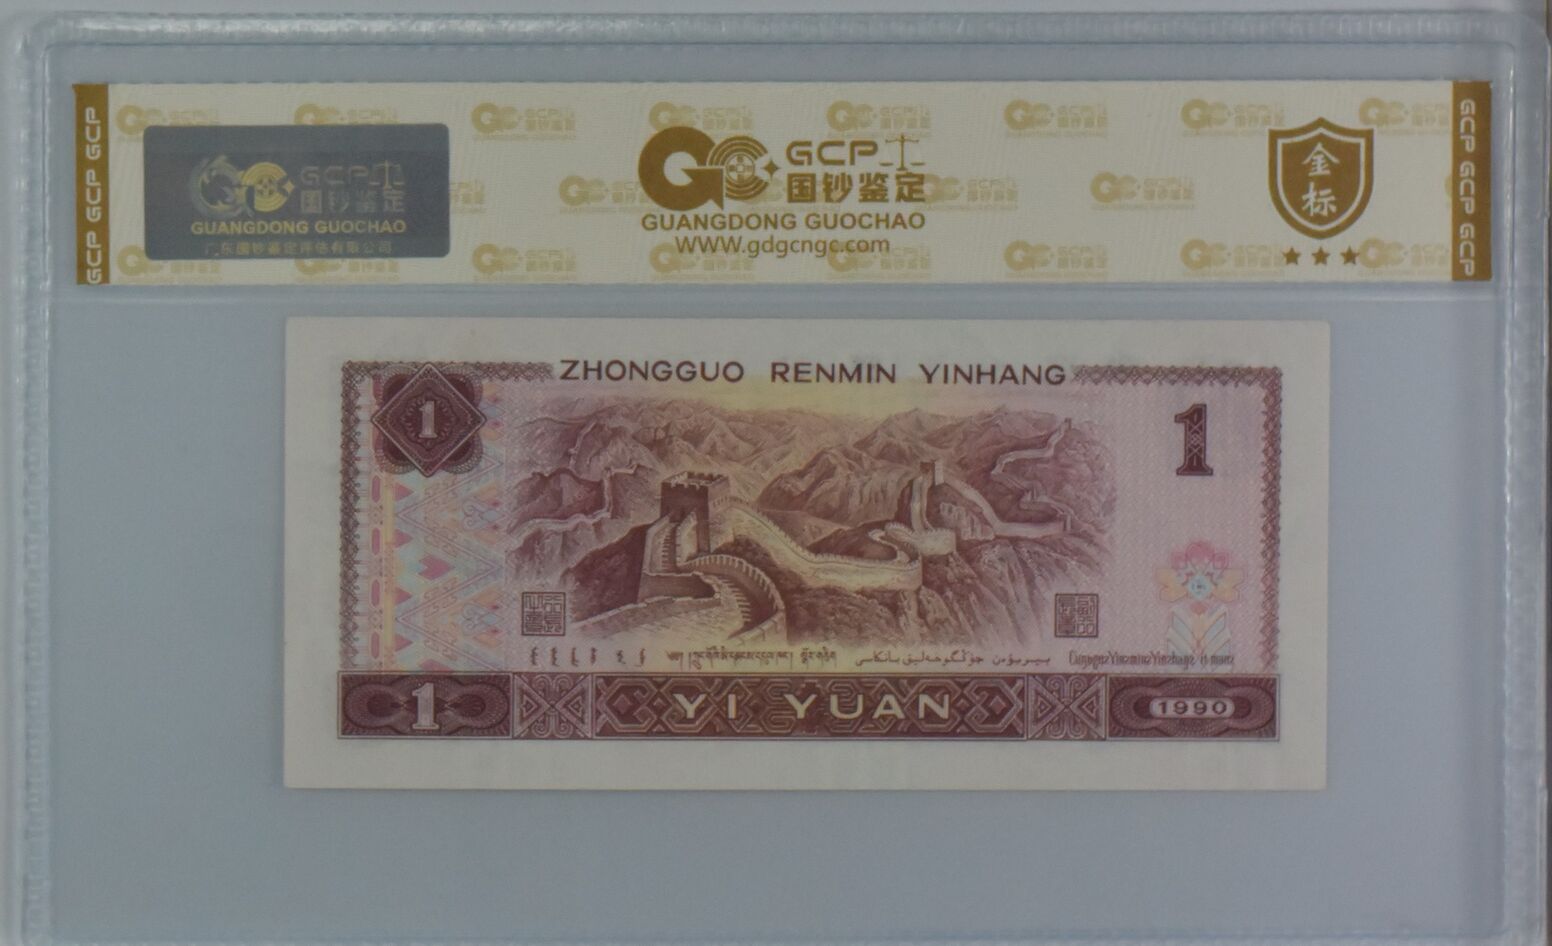 GCP GCP GCP
GCP
国钞鉴定
GUANGDONG GUOCHAO
广东国钞鉴定评估有限公司
GCP
国钞鉴定
GUANGDONG GUOCHAO
WWW.gdgcngc.com
金
标
GCP GCP GCP
ZHONGGUO RENMIN YINHANG
1
1
1
YI YUAN
1990